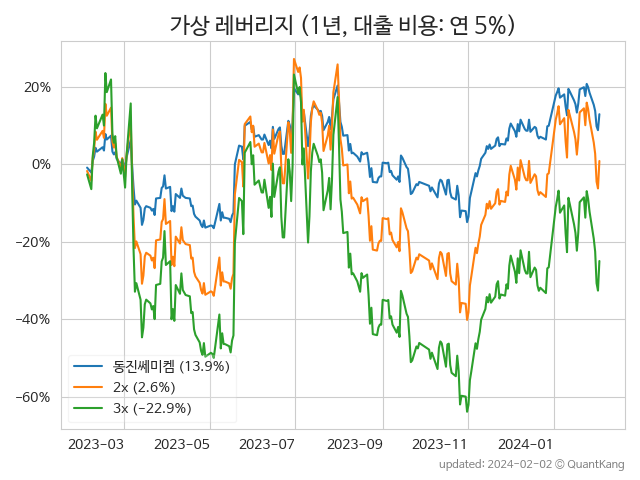 가상 레버리지 (1년, 대출 비용: 연 5%)
20%
0%
−20%
−40%
−60%
동진쎄미켐 (13.9%)
2x (2.6%)
3x (−22.9%)
2023−03 2023−05 2023−07 2023−09 2023−11 2024−01
updated: 2024-02-02 © QuantKang